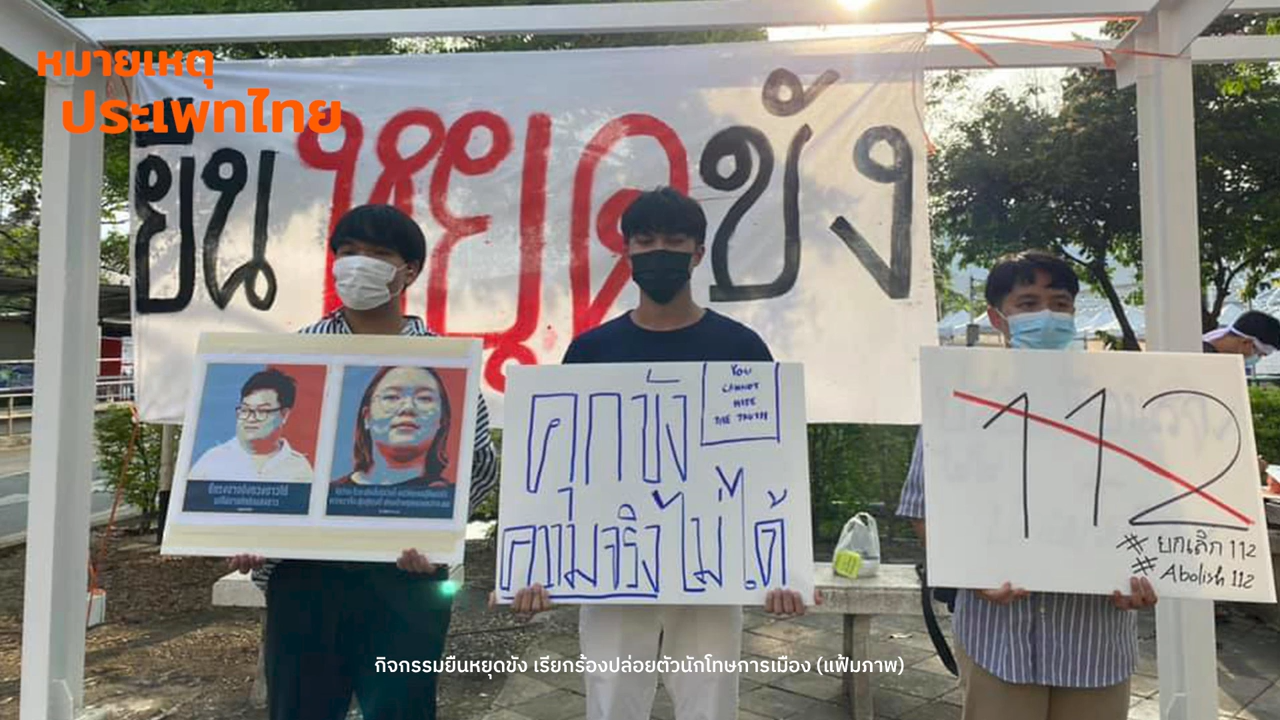 หมายเหตุ
ประเพทไทย
ยืน หยุด ขัง
YOU
CANNOT
HIDE
THE TRUTH
คุกขัง
ความจริงไม่ได้
112
# ยกเลิก 112
# Abolish 112
กิจกรรมยืนหยุดขัง เรียกร้องปล่อยตัวนักโทษการเมือง (แฟ้มภาพ)